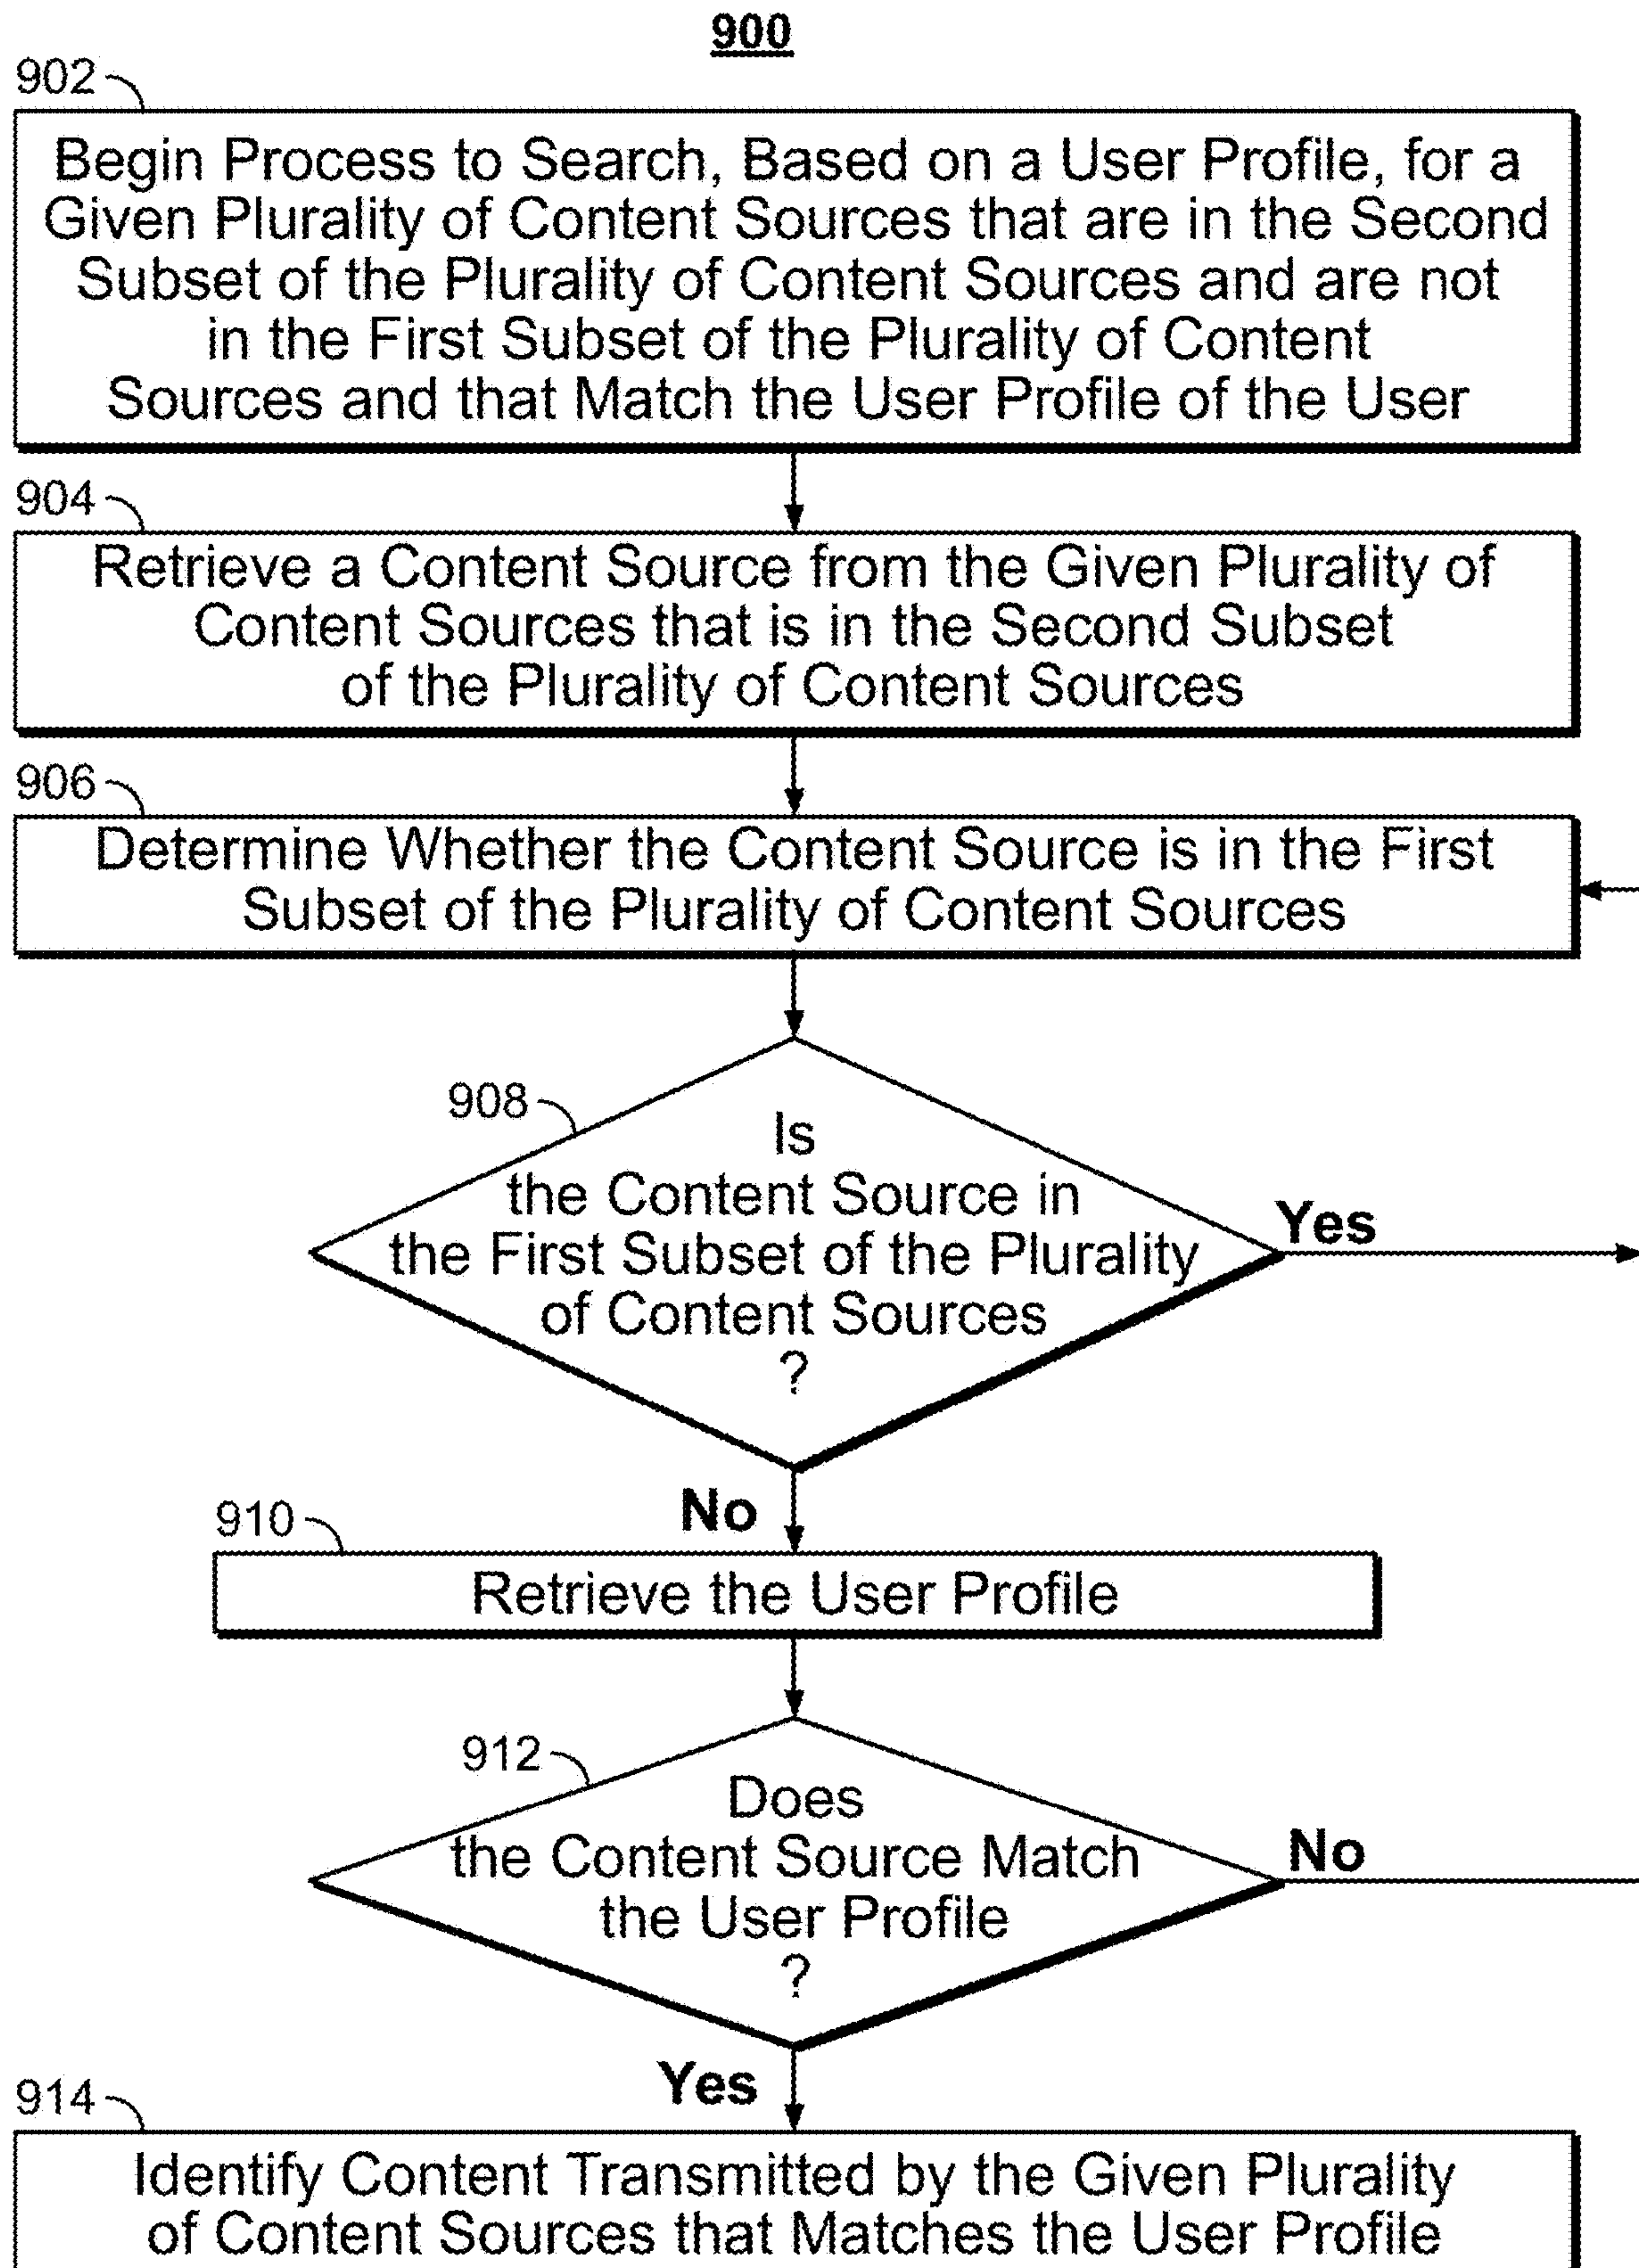 900
902
Begin Process to Search, Based on a User Profile, for a
Given Plurality of Content Sources that are in the Second
Subset of the Plurality of Content Sources and are not
in the First Subset of the Plurality of Content
Sources and that Match the User Profile of the User
904
Retrieve a Content Source from the Given Plurality of
Content Sources that is in the Second Subset
of the Plurality of Content Sources
906
Determine Whether the Content Source is in the First
Subset of the Plurality of Content Sources
908
Is
the Content Source in
the First Subset of the Plurality
of Content Sources
?
Yes
No
910
Retrieve the User Profile
912
Does
the Content Source Match
the User Profile
?
No
Yes
914
Identify Content Transmitted by the Given Plurality
of Content Sources that Matches the User Profile